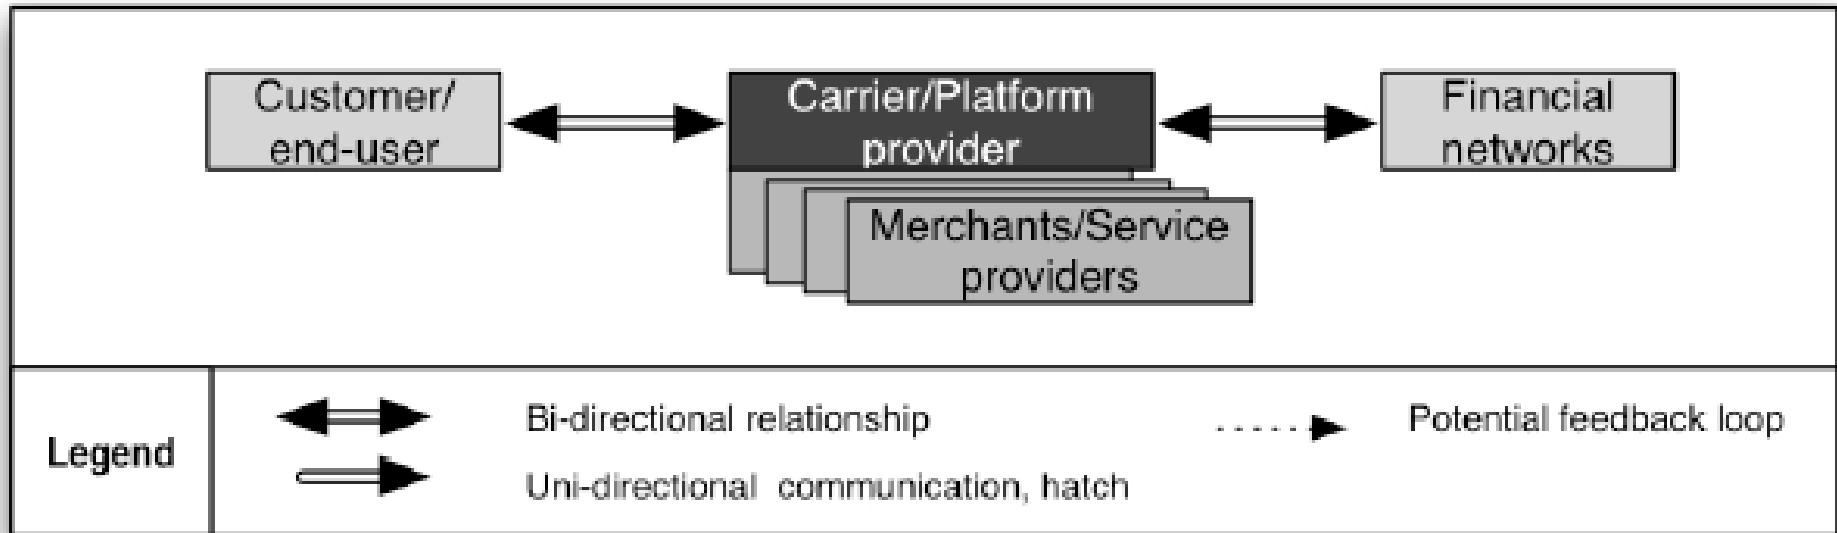 Customer/
end-user
Carrier/Platform
provider
Financial
networks
Merchants/Service
providers
Legend
Bi-directional relationship
Potential feedback loop
Uni-directional communication, hatch